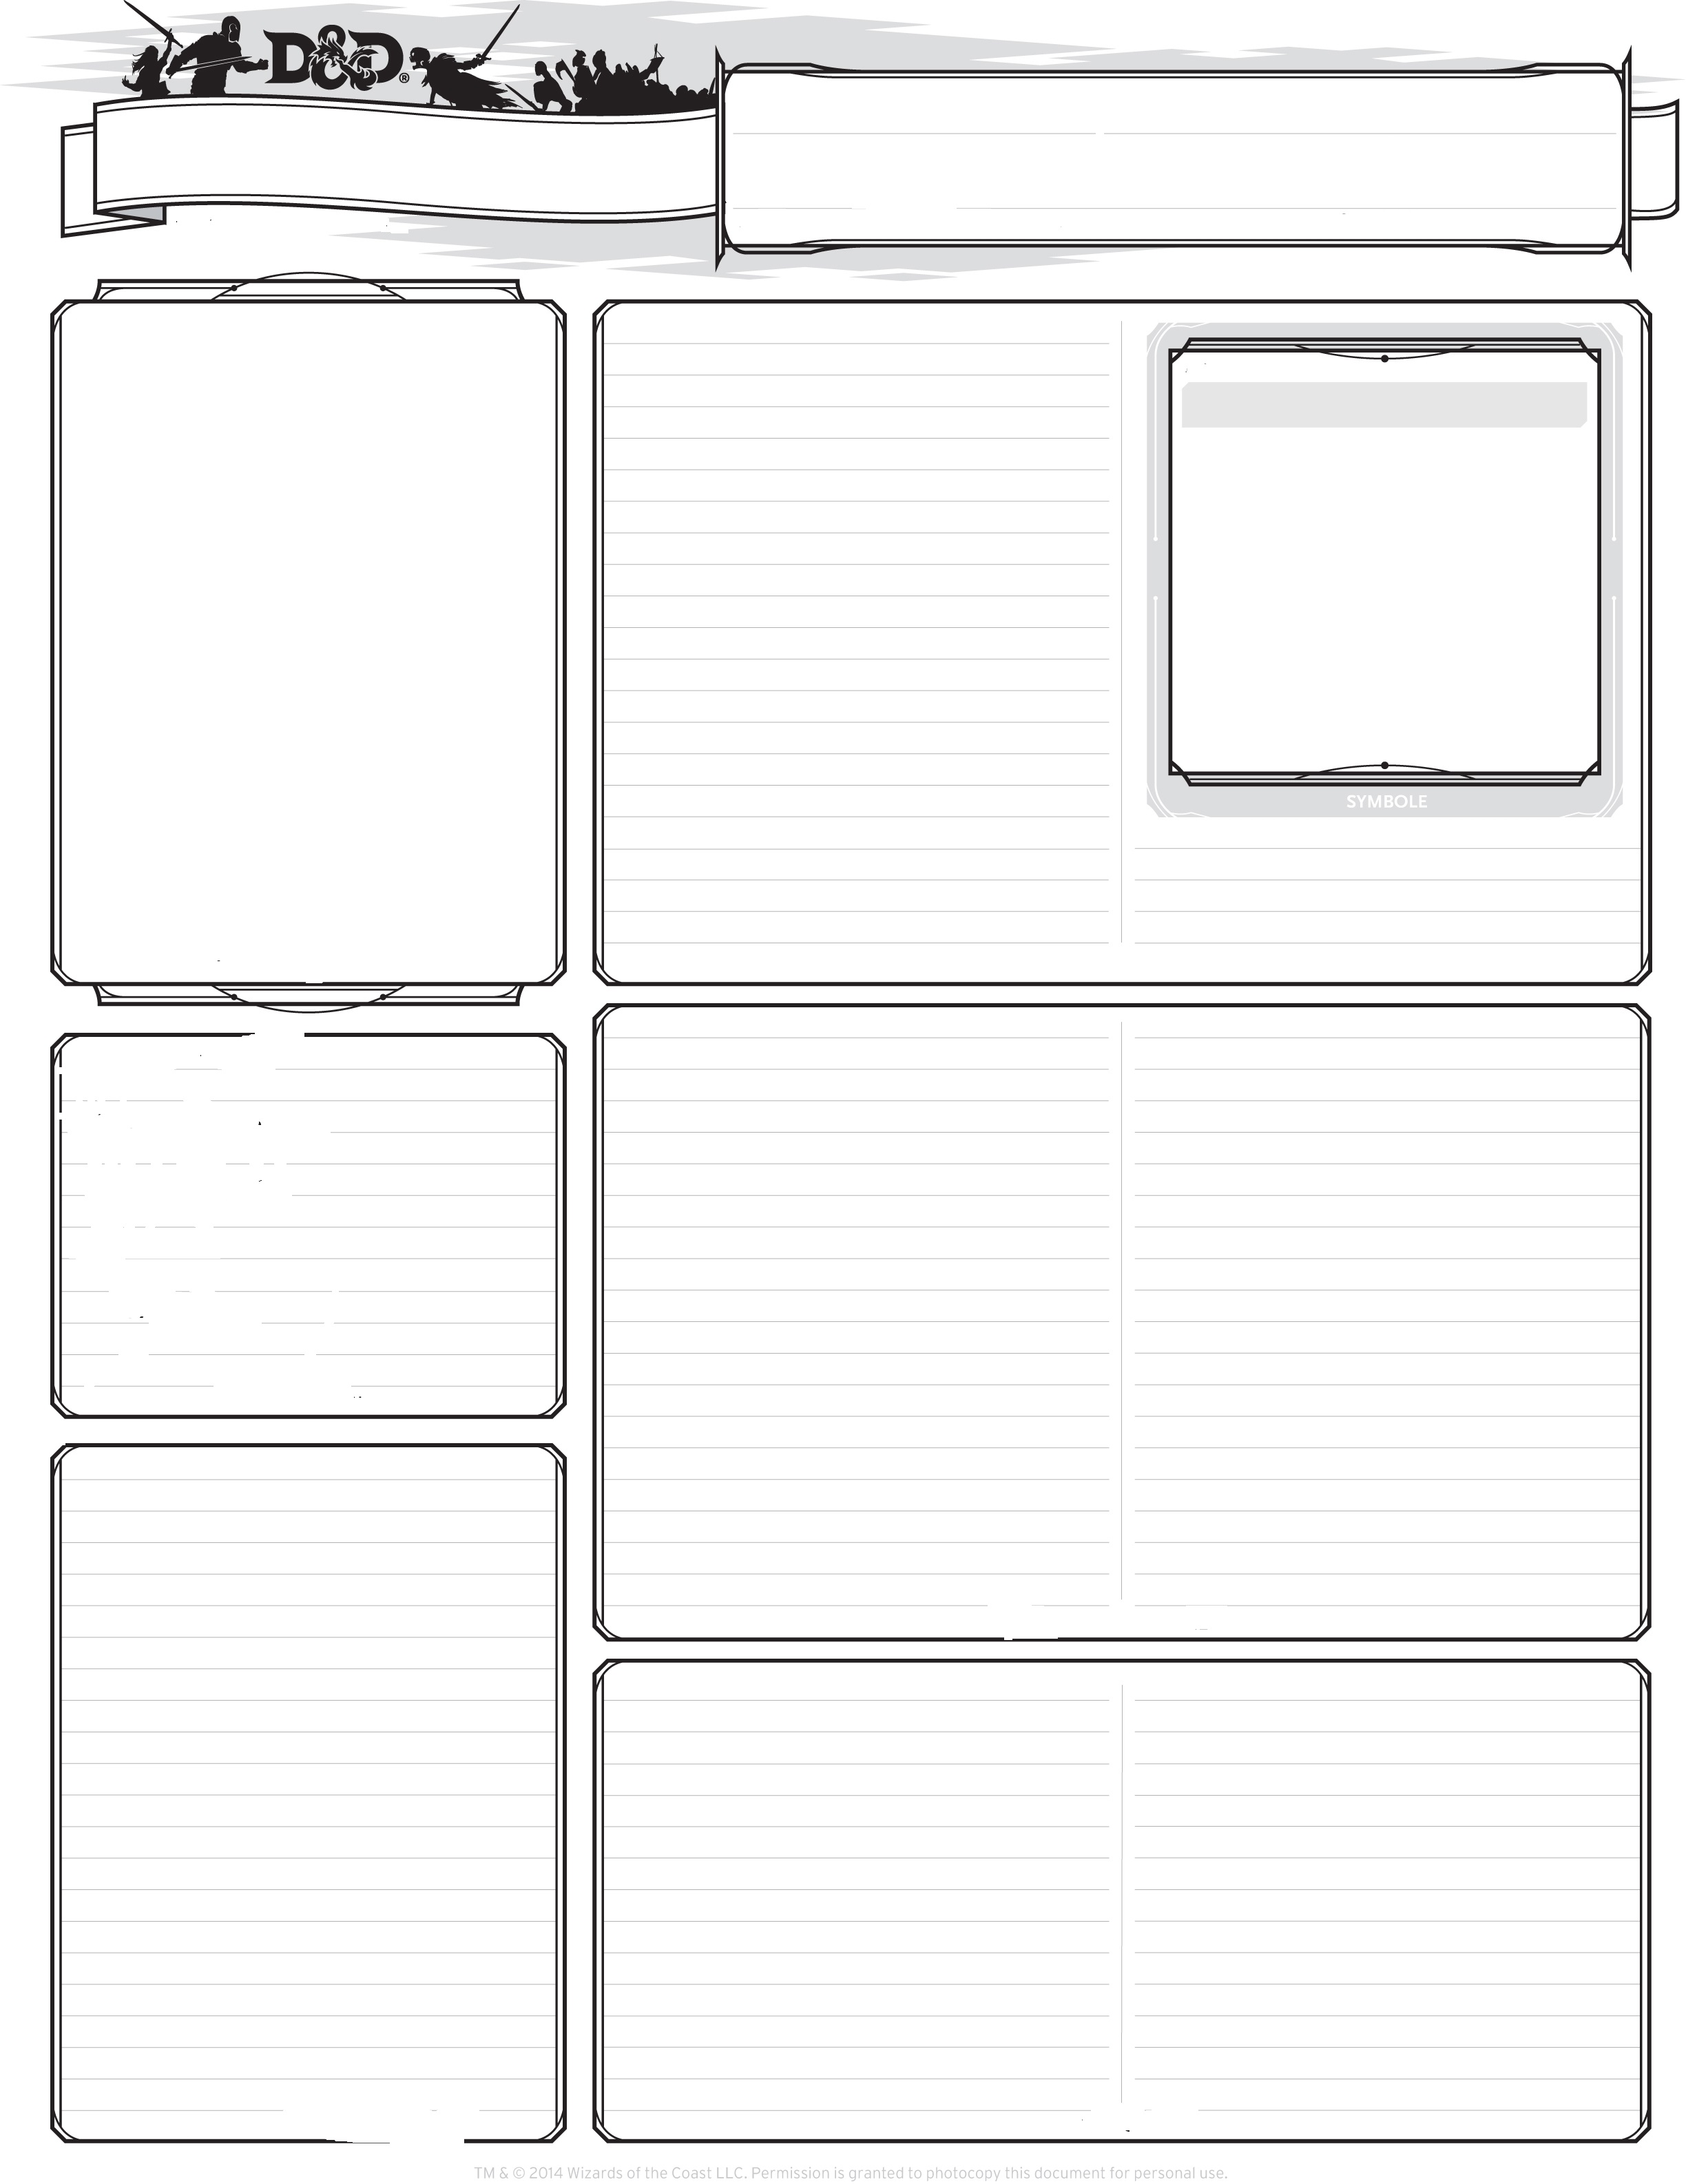 D&D®
SYMBOLE
TM & © 2014 Wizards of the Coast LLC. Permission is granted to photocopy this document for personal use.